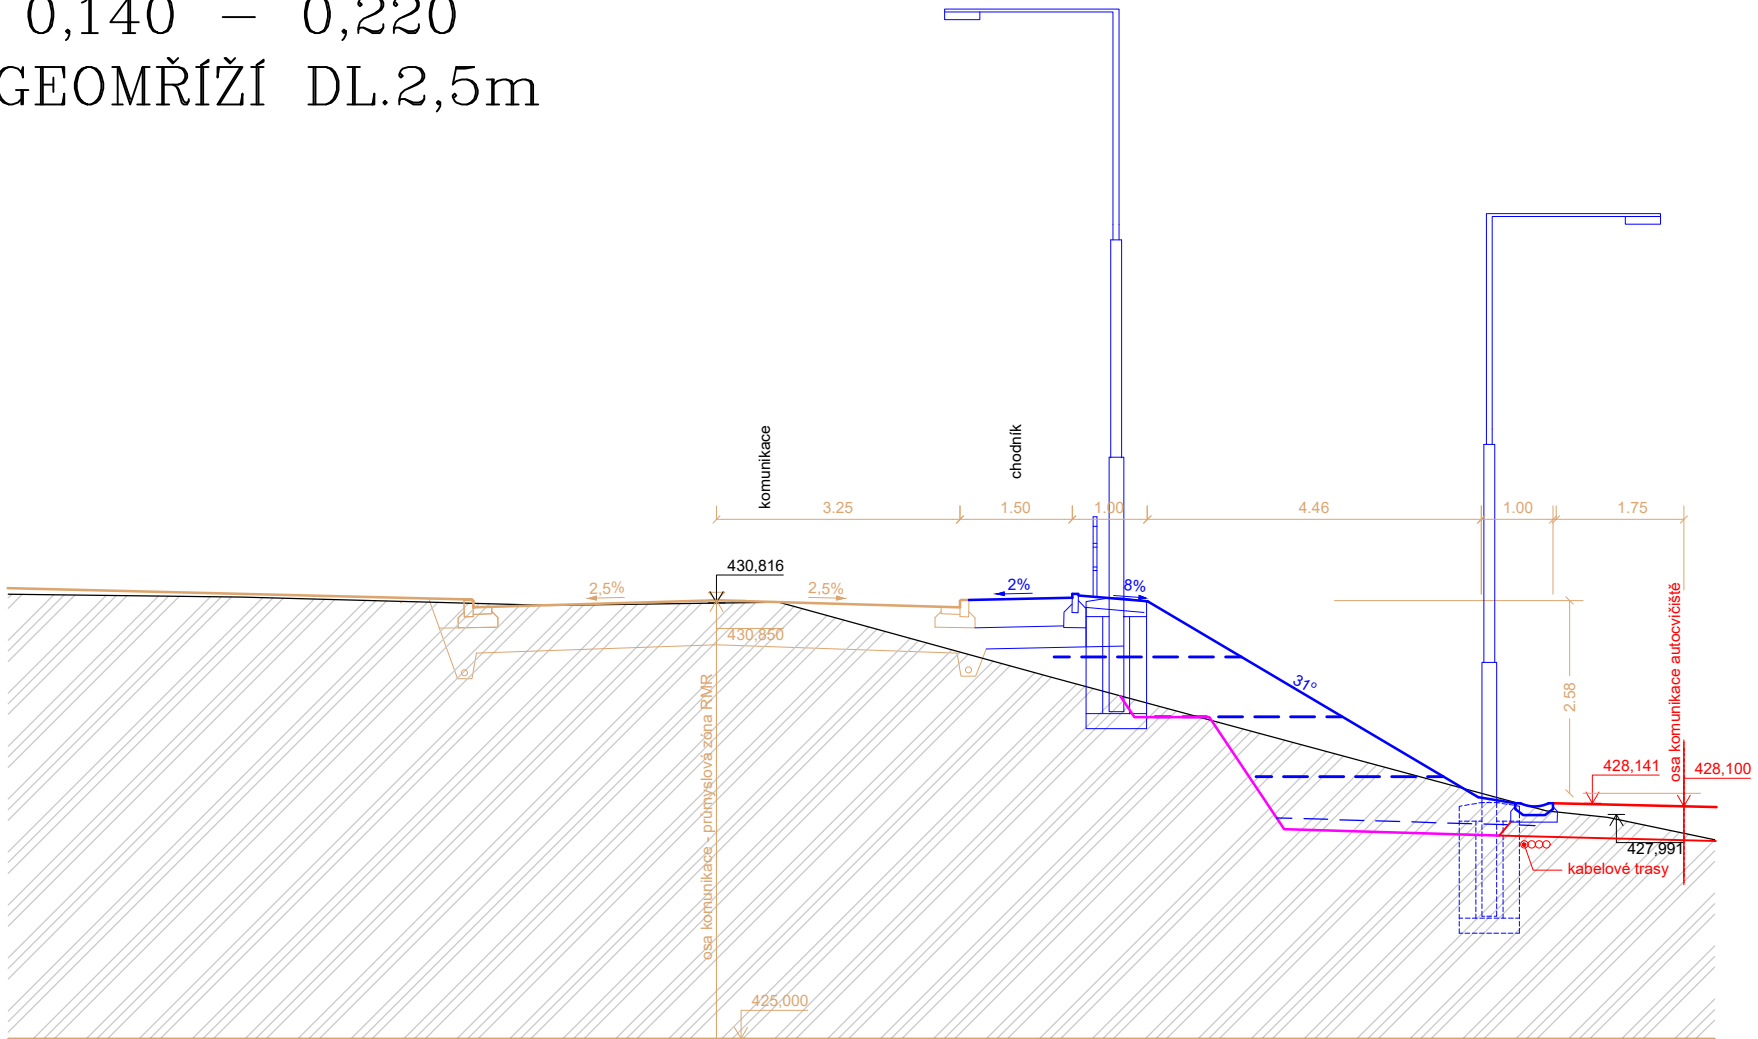 0,140 - 0,220
GEOMŘÍŽÍ DL.2,5m
komunikace
chodník
3.25
1.50
1.00
4.46
1.00
1.75
430,816
2,5%
2,5%
2%
8%
430,850
31°
2.58
osa komunikace autocvičiště
428,141
428,100
427,991
kabelové trasy
osa komunikace - průmyslová zóna RMR
425,000